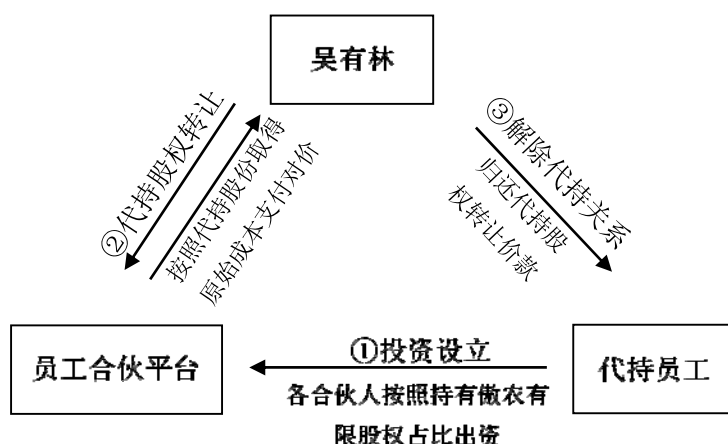 吴有林
②代持股权转让
按照代持股份取得
原始成本支付对价
③解除代持关系
归还代持股
权转让价款
员工合伙平台
①投资设立
各合伙人按照持有傲农有
限股权占比出资
代持员工